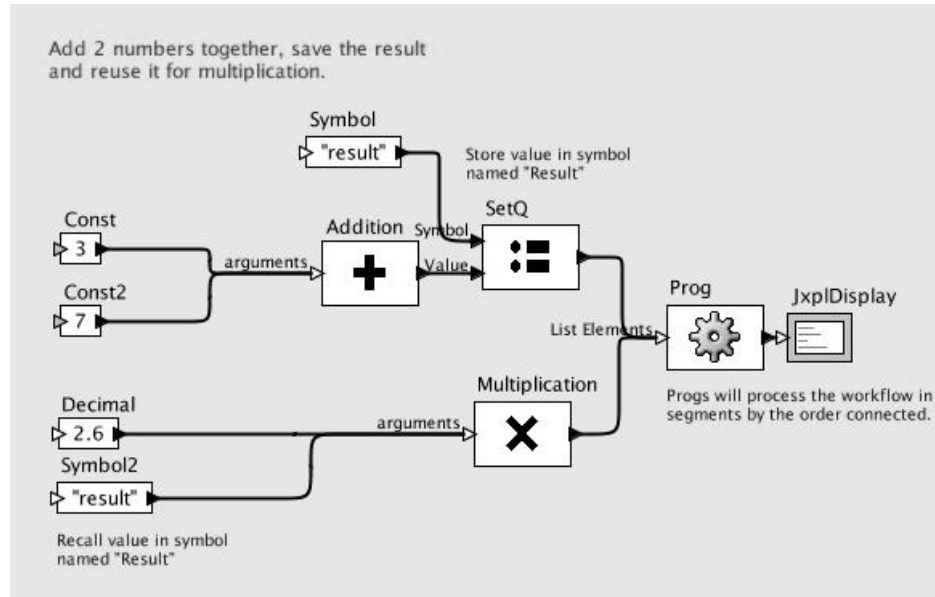 Add 2 numbers together, save the result
and reuse it for multiplication.
Symbol
"result"
Store value in symbol
named "Result"
SetQ
Const
3
Addition
Symbol
arguments
Value
Const2
7
Prog
JxplDisplay
List Elements
Progs will process the workflow in
segments by the order connected.
Multiplication
Decimal
2.6
arguments
Symbol2
"result"
Recall value in symbol
named "Result"